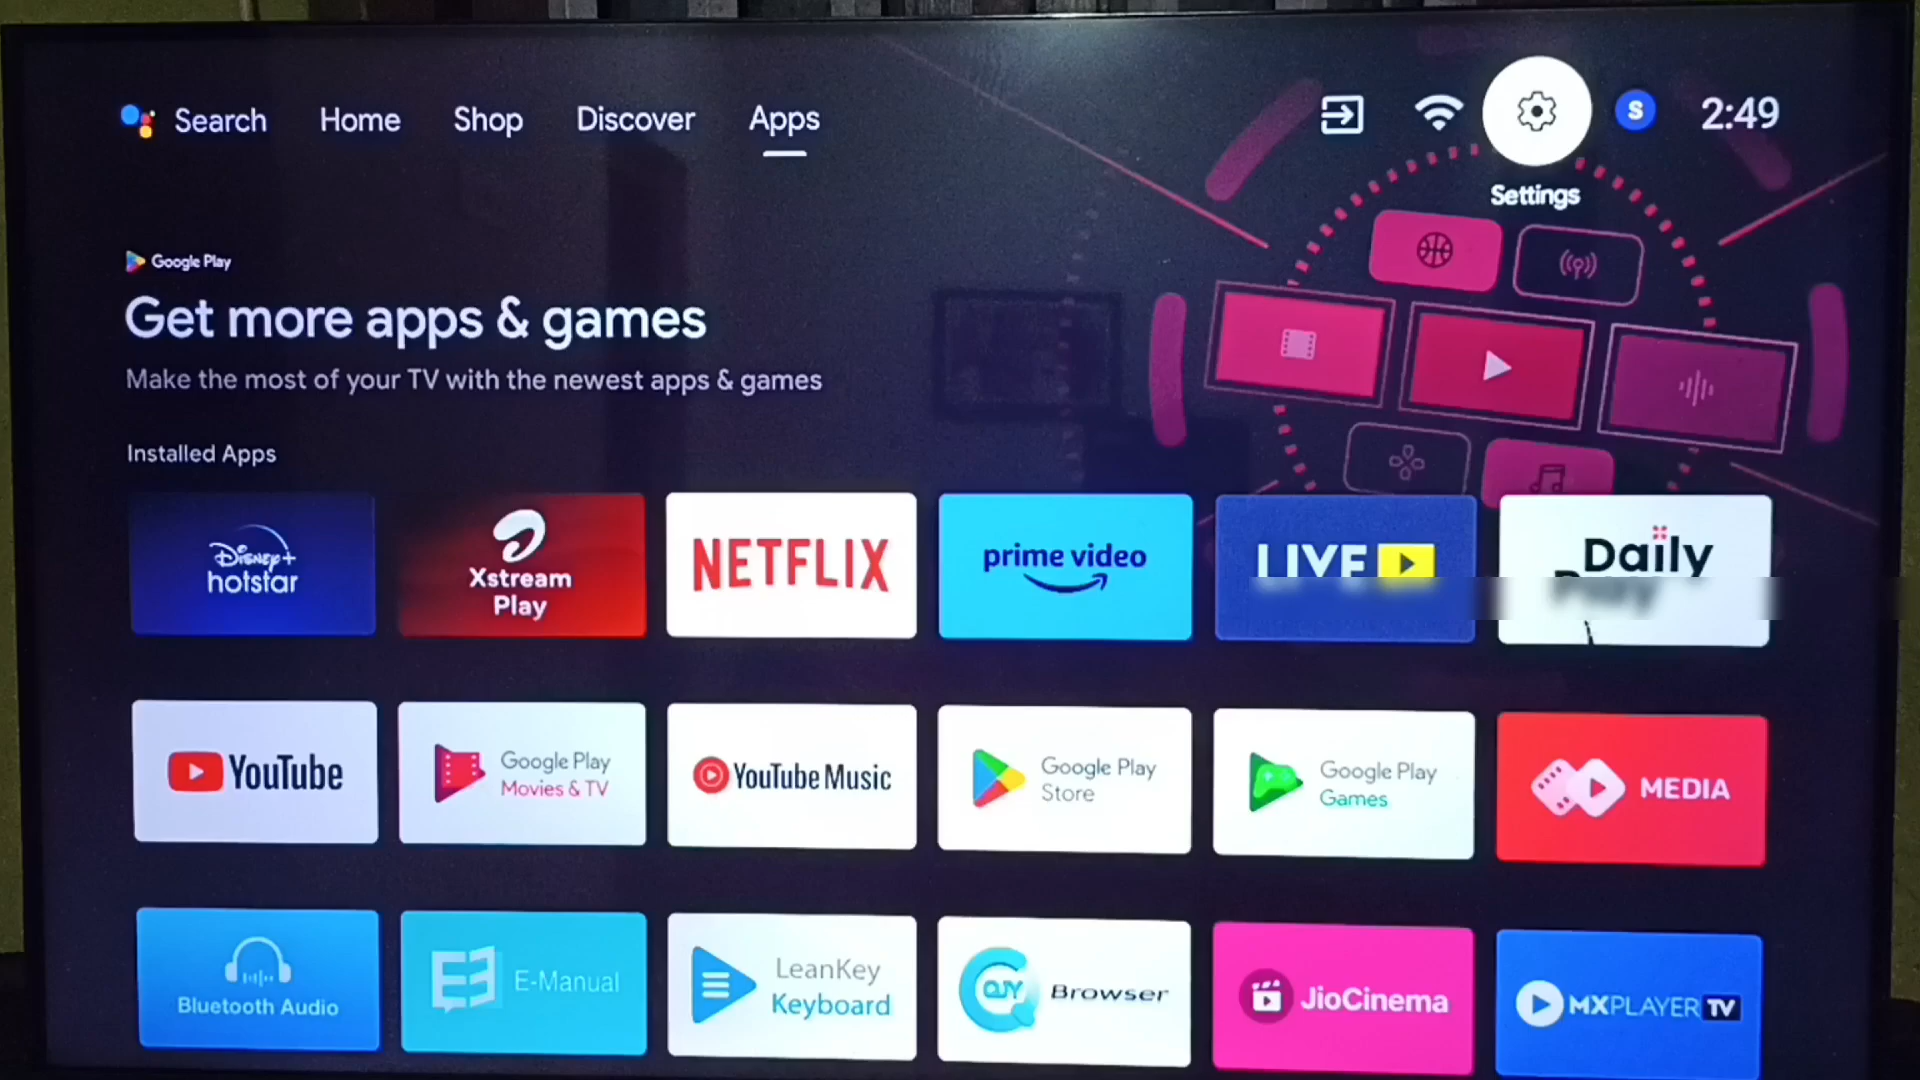 Search Home Shop Discover Apps
S 2:49
Settings
Google Play
Get more apps & games
Make the most of your TV with the newest apps & games
Installed Apps
Disney+
hotstar
Xstream
Play
NETFLIX
prime video
LIVE
Daily
YouTube
Google Play
Movies & TV
YouTube Music
Google Play
Store
Google Play
Games
MEDIA
Bluetooth Audio
E-Manual
LeanKey
Keyboard
Browser
JioCinema
MXPLAYER TV